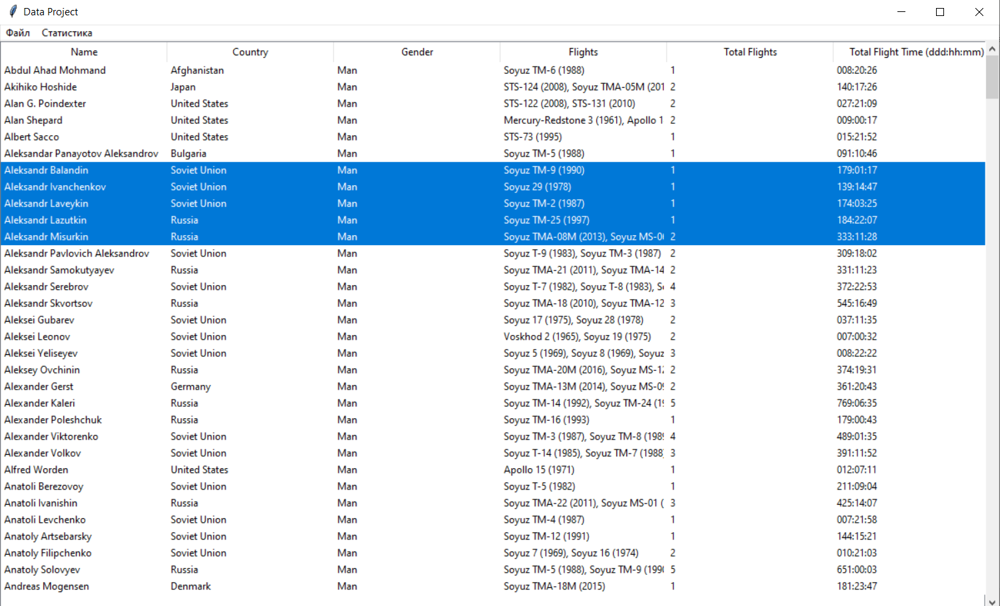 Data Project
Файл Статистика
Name Country Gender Flights Total Flights Total Flight Time (ddd:hh:mm)
Abdul Ahad Mohmand Afghanistan Man Soyuz TM-6 (1988) 1 008:20:26
Akihiko Hoshide Japan Man STS-124 (2008), Soyuz TMA-05M (201 2 140:17:26
Alan G. Poindexter United States Man STS-122 (2008), STS-131 (2010) 2 027:21:09
Alan Shepard United States Man Mercury-Redstone 3 (1961), Apollo 1 2 009:00:17
Albert Sacco United States Man STS-73 (1995) 1 015:21:52
Aleksandar Panayotov Aleksandrov Bulgaria Man Soyuz TM-5 (1988) 1 091:10:46
Aleksandr Balandin Soviet Union Man Soyuz TM-9 (1990) 1 179:01:17
Aleksandr Ivanchenkov Soviet Union Man Soyuz 29 (1978) 1 139:14:47
Aleksandr Laveykin Soviet Union Man Soyuz TM-2 (1987) 1 174:03:25
Aleksandr Lazutkin Russia Man Soyuz TM-25 (1997) 1 184:22:07
Aleksandr Misurkin Russia Man Soyuz TMA-08M (2013), Soyuz MS-0 2 333:11:28
Aleksandr Pavlovich Aleksandrov Soviet Union Man Soyuz T-9 (1983), Soyuz TM-3 (1987) 2 309:18:02
Aleksandr Samokutyayev Russia Man Soyuz TMA-21 (2011), Soyuz TMA-14 2 331:11:23
Aleksandr Serebrov Soviet Union Man Soyuz T-7 (1982), Soyuz T-8 (1983), S 4 372:22:53
Aleksandr Skvortsov Russia Man Soyuz TMA-18 (2010), Soyuz TMA-12 3 545:16:49
Aleksei Gubarev Soviet Union Man Soyuz 17 (1975), Soyuz 28 (1978) 2 037:11:35
Aleksei Leonov Soviet Union Man Voskhod 2 (1965), Soyuz 19 (1975) 2 007:00:32
Aleksei Yeliseyev Soviet Union Man Soyuz 5 (1969), Soyuz 8 (1969), Soyuz 3 008:22:22
Aleksey Ovchinin Russia Man Soyuz TMA-20M (2016), Soyuz MS-12 2 374:19:31
Alexander Gerst Germany Man Soyuz TMA-13M (2014), Soyuz MS-09 2 361:20:43
Alexander Kaleri Russia Man Soyuz TM-14 (1992), Soyuz TM-24 (19 5 769:06:35
Alexander Poleshchuk Russia Man Soyuz TM-16 (1993) 1 179:00:43
Alexander Viktorenko Soviet Union Man Soyuz TM-3 (1987), Soyuz TM-8 (1989 4 489:01:35
Alexander Volkov Soviet Union Man Soyuz T-14 (1985), Soyuz TM-7 (1988) 3 391:11:52
Alfred Worden United States Man Apollo 15 (1971) 1 012:07:11
Anatoli Berezovoy Soviet Union Man Soyuz T-5 (1982) 1 211:09:04
Anatoli Ivanishin Russia Man Soyuz TMA-22 (2011), Soyuz MS-01 ( 3 425:14:07
Anatoli Levchenko Soviet Union Man Soyuz TM-4 (1987) 1 007:21:58
Anatoly Artsebarsky Soviet Union Man Soyuz TM-12 (1991) 1 144:15:21
Anatoly Filipchenko Soviet Union Man Soyuz 7 (1969), Soyuz 16 (1974) 2 010:21:03
Anatoly Solovyev Russia Man Soyuz TM-5 (1988), Soyuz TM-9 (1990 5 651:00:03
Andreas Mogensen Denmark Man Soyuz TMA-18M (2015) 1 181:23:47